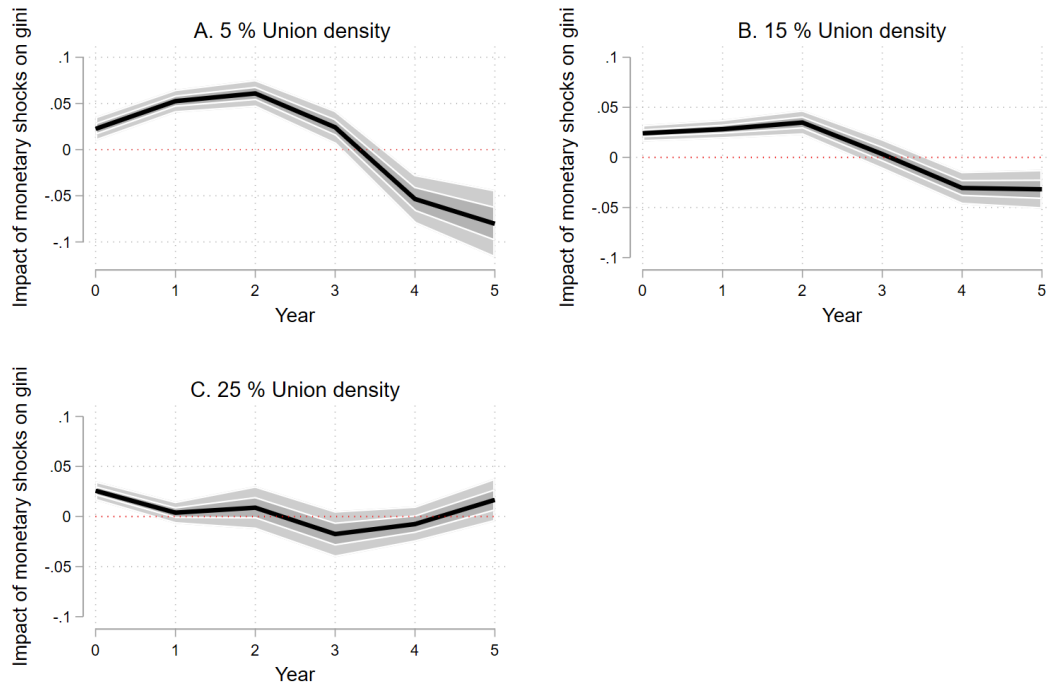 A. 5 % Union density
Impact of monetary shocks on gini
.1
.05
0
-.05
-.1
0 1 2 3 4 5
Year
B. 15 % Union density
Impact of monetary shocks on gini
.1
.05
0
-.05
-.1
0 1 2 3 4 5
Year
C. 25 % Union density
Impact of monetary shocks on gini
.1
.05
0
-.05
-.1
0 1 2 3 4 5
Year